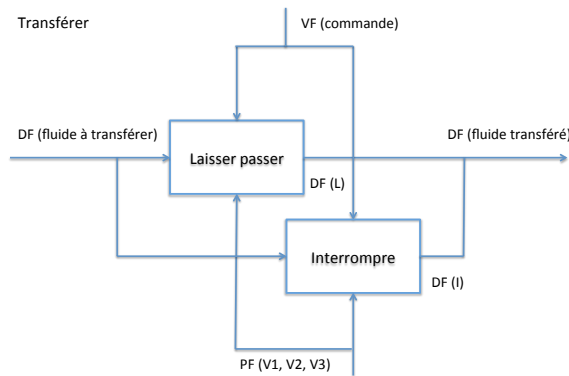 Transférer
VF (commande)
DF (fluide à transférer)
DF (fluide transféré)
Laisser passer
DF (L)
Interrompre
DF (I)
PF (V1, V2, V3)